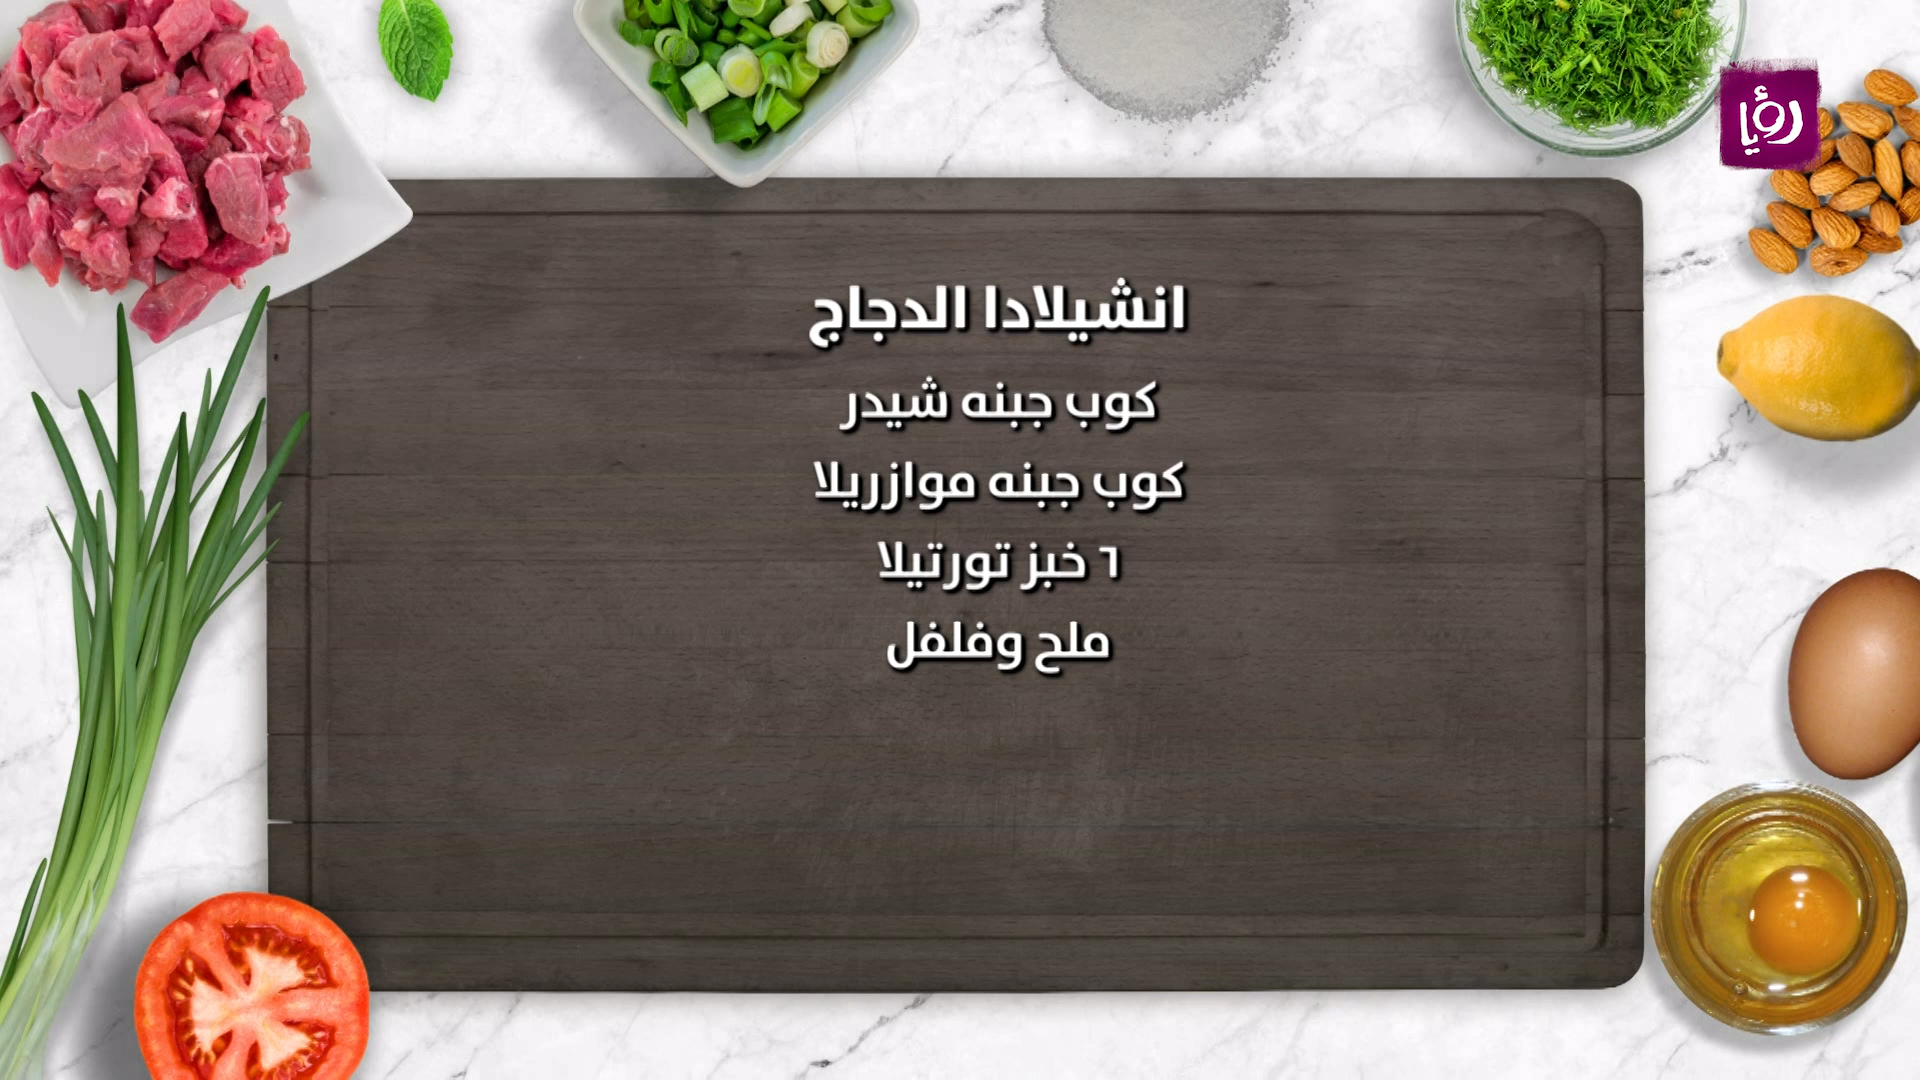 رؤيا
انشيلادا الدجاج
كوب جبنه شيدر
كوب جبنه موازريلا
٦ خبز تورتيلا
ملح وفلفل